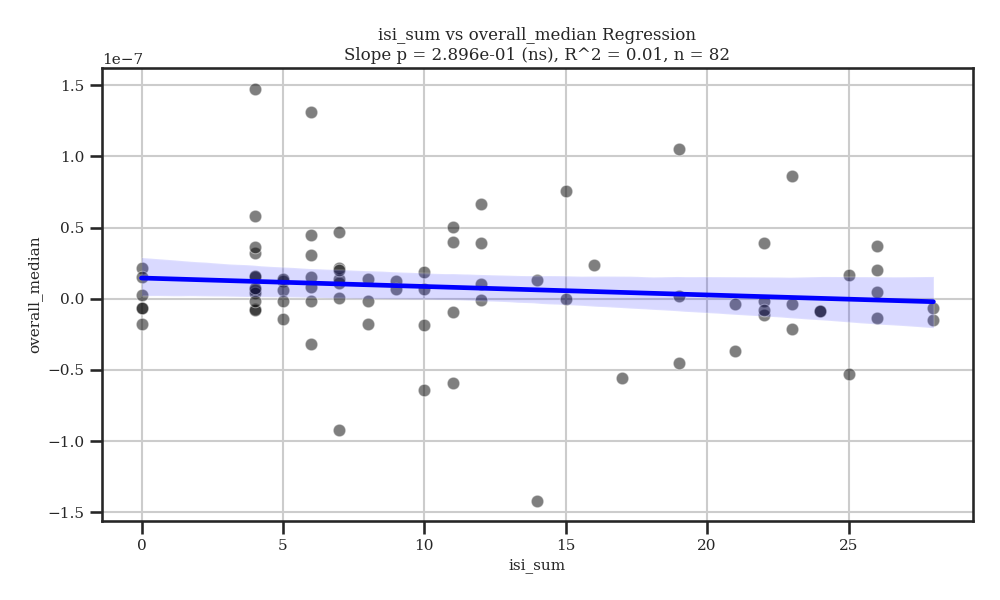 isi_sum vs overall_median Regression
Slope p = 2.896e-01 (ns), R^2 = 0.01, n = 82
1e−7
1.5
1.0
0.5
0.0
−0.5
−1.0
−1.5
overall_median
0 5 10 15 20 25
isi_sum